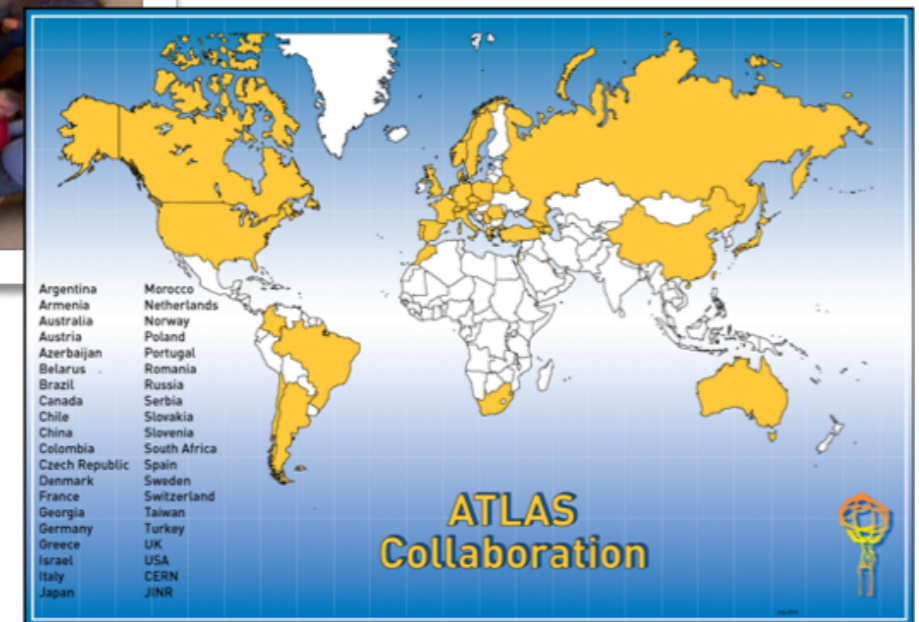 Argentina
Armenia
Australia
Austria
Azerbaijan
Belarus
Brazil
Canada
Chile
China
Colombia
Czech Republic
Denmark
France
Georgia
Germany
Greece
Israel
Italy
Japan
Morocco
Netherlands
Norway
Poland
Portugal
Romania
Russia
Serbia
Slovakia
Slovenia
South Africa
Spain
Sweden
Switzerland
Taiwan
Turkey
UK
USA
CERN
JINR
ATLAS
Collaboration